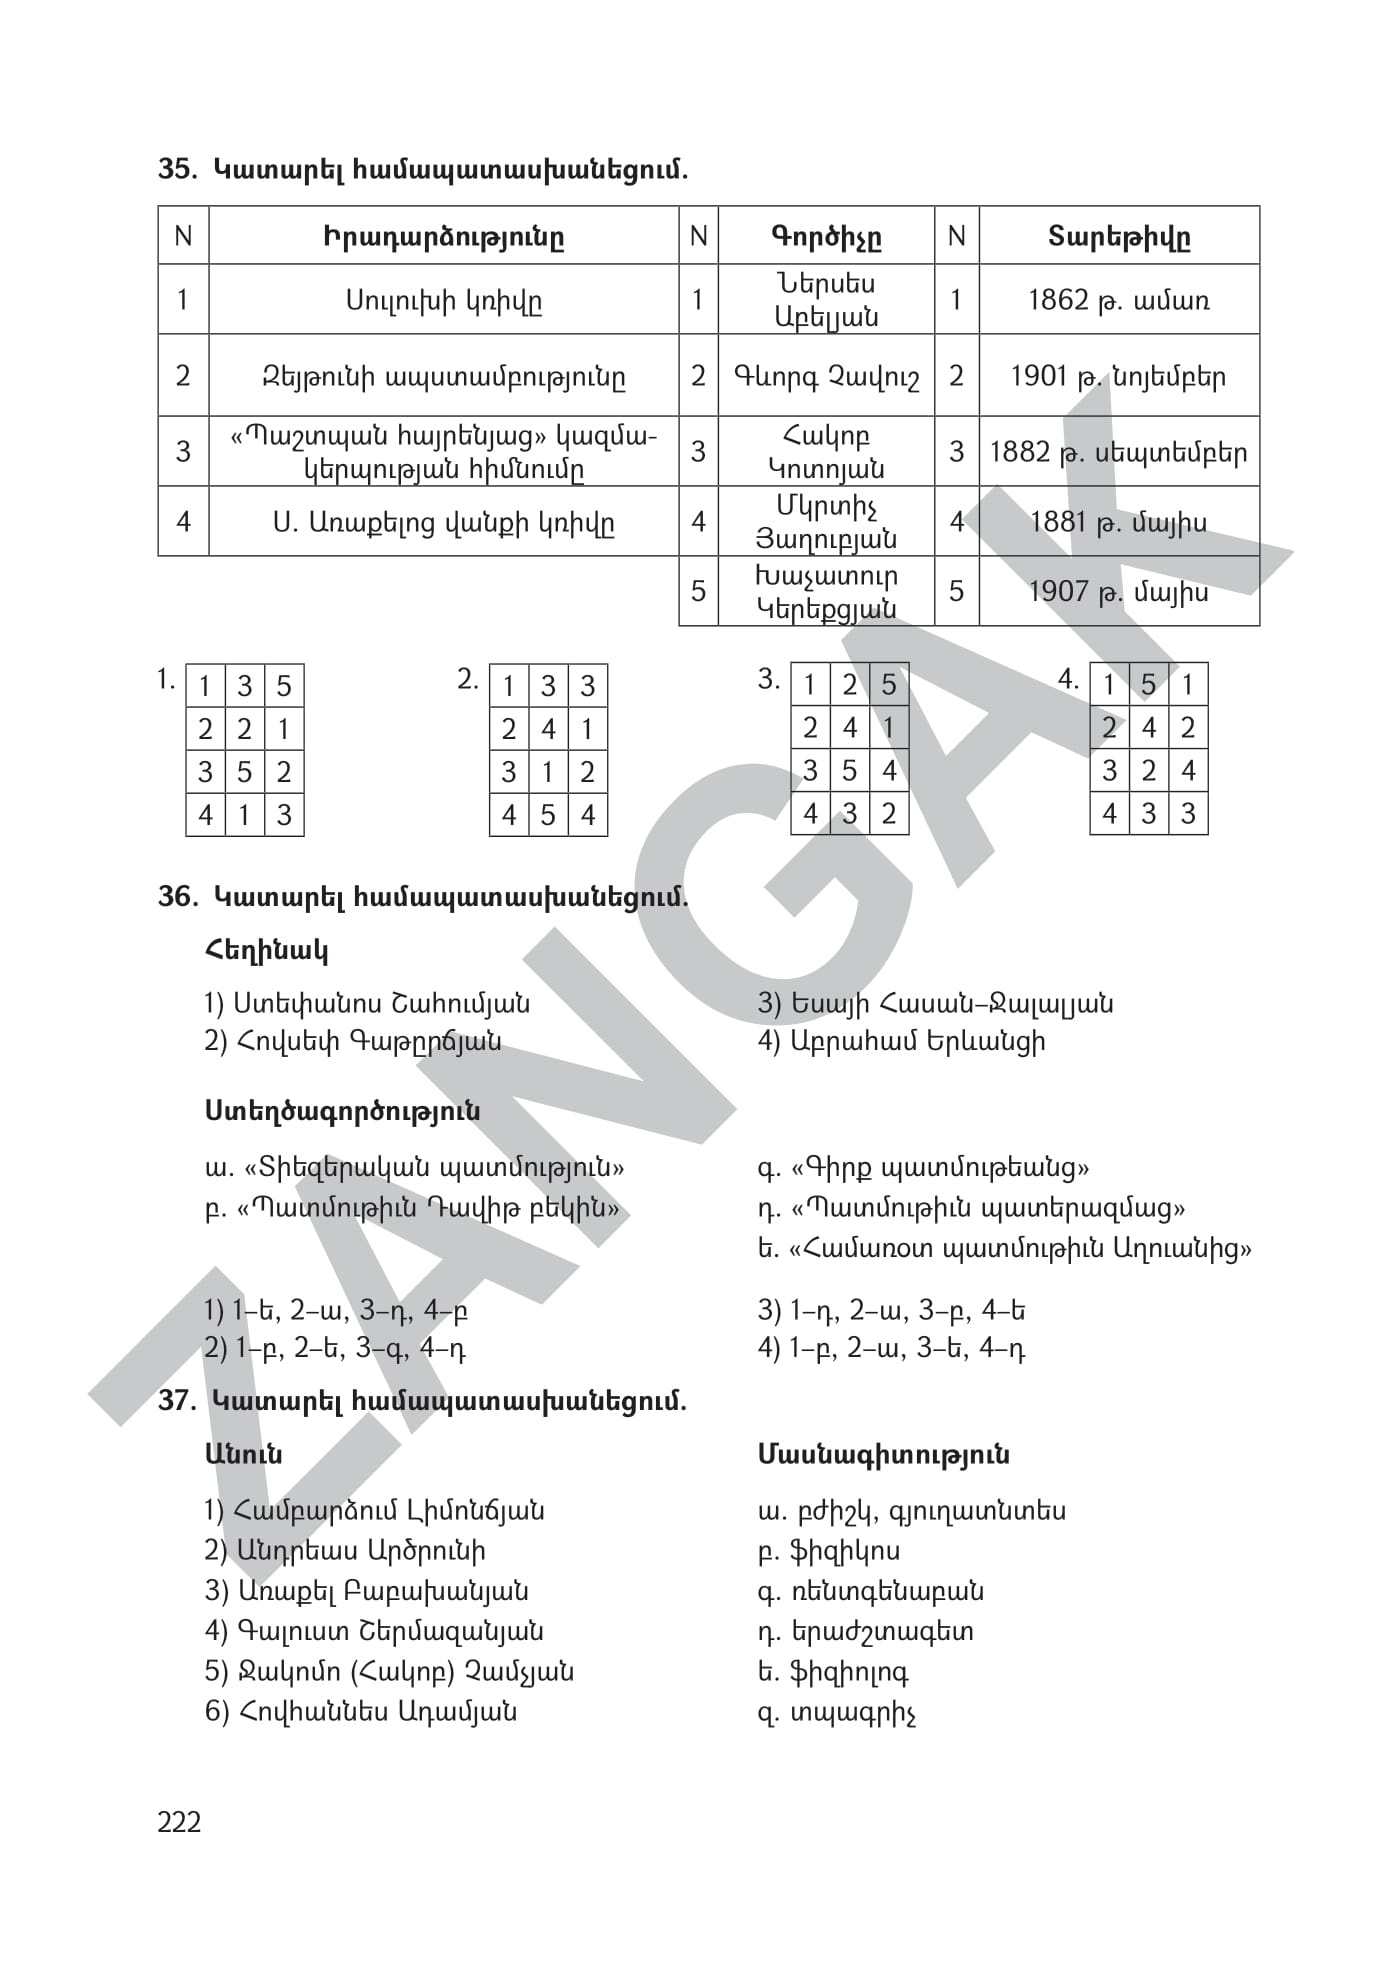 35. Կատարել համապատասխանեցում.
N Իրադարձությունը N Գործիչը N Տարեթիվը
1 Սուլուխի կռիվը 1 Ներսես Աբելյան 1 1862 թ. ամառ
2 Զեյթունի ապստամբությունը 2 Գևորգ Չավուշ 2 1901 թ. նոյեմբեր
3 «Պաշտպան հայրենյաց» կազմա-
կերպության հիմնումը 3 Հակոբ Կոտոյան 3 1882 թ. սեպտեմբեր
4 Ս. Առաքելոց վանքի կռիվը 4 Մկրտիչ Յաղուբյան 4 1881 թ. մայիս
5 Խաչատուր Կերեքցյան 5 1907 թ. մայիս
1. 1 3 5 2. 1 3 3 3. 1 2 5 4. 1 5 1
2 2 1 2 4 1 2 4 1 2 4 2
3 5 2 3 1 2 3 5 4 3 2 4
4 1 3 4 5 4 4 3 2 4 3 3
36. Կատարել համապատասխանեցում.
Հեղինակ
1) Ստեփանոս Շահումյան 3) Եսայի Հասան–Ջալալյան
2) Հովսեփ Գաթըրճյան 4) Աբրահամ Երևանցի
Ստեղծագործություն
ա. «Տիեզերական պատմություն» գ. «Գիրք պատմութեանց»
բ. «Պատմութիւն Դավիթ բեկին» դ. «Պատմութիւն պատերազմաց»
ե. «Համառօտ պատմութիւն Աղուանից»
1) 1–ե, 2–ա, 3–դ, 4–բ 3) 1–դ, 2–ա, 3–բ, 4–ե
2) 1–բ, 2–ե, 3–գ, 4–դ 4) 1–բ, 2–ա, 3–ե, 4–դ
37. Կատարել համապատասխանեցում.
Անուն Մասնագիտություն
1) Համբարձում Լիմոնճյան ա. բժիշկ, գյուղատնտես
2) Անդրեաս Արծրունի բ. ֆիզիկոս
3) Առաքել Բաբախանյան գ. ռենտգենաբան
4) Գալուստ Շերմազանյան դ. երաժշտագետ
5) Ջակոմո (Հակոբ) Չամչյան ե. ֆիզիոլոգ
6) Հովհաննես Ադամյան զ. տպագրիչ
222
ZANGAK